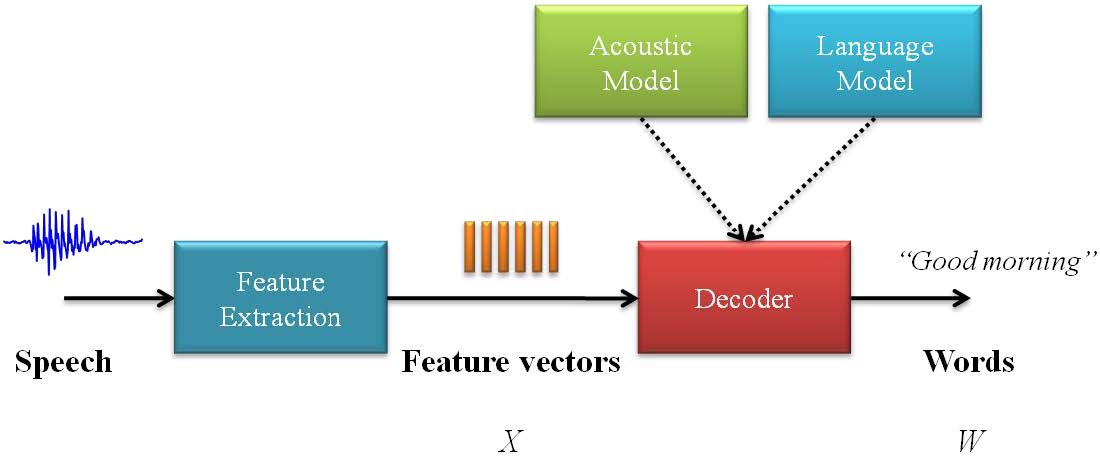 Acoustic
Model
Language
Model
“Good morning”
Feature
Extraction
Decoder
Speech
Feature vectors
Words
X
W